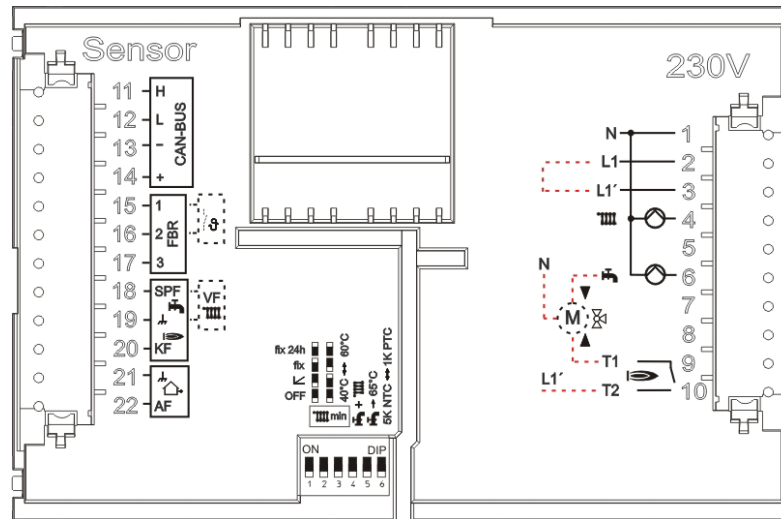 Sensor
230V
11 H
12 L
13 –
14 +
CAN-BUS
15 1
16 2
17 3
FBR
18 SPF
19
20 KF
VF
21
22 AF
N 1
L1 2
L1´ 3
4
5
6
7
8
T1 9
T2 10
N
M
L1´
fix 24h
fix
OFF
40°C ↔ 60°C
min
+
→ 65°C
5K NTC ↔ 1K PTC
ON DIP
1 2 3 4 5 6